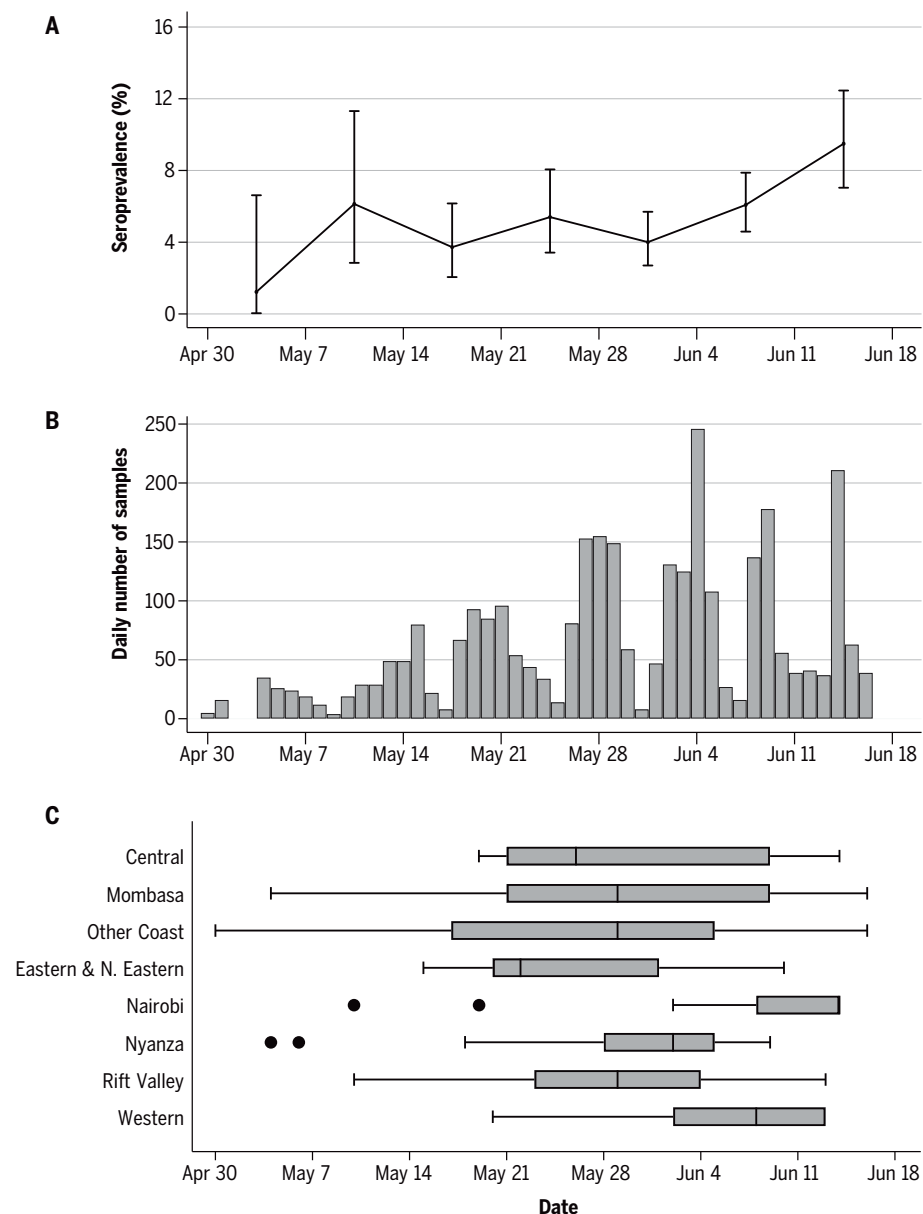 A
Seroprevalence (%)
16
12
8
4
0
Apr 30 May 7 May 14 May 21 May 28 Jun 4 Jun 11 Jun 18
B
Daily number of samples
250
200
150
100
50
0
Apr 30 May 7 May 14 May 21 May 28 Jun 4 Jun 11 Jun 18
C
Central
Mombasa
Other Coast
Eastern & N. Eastern
Nairobi
Nyanza
Rift Valley
Western
Apr 30 May 7 May 14 May 21 May 28 Jun 4 Jun 11 Jun 18
Date